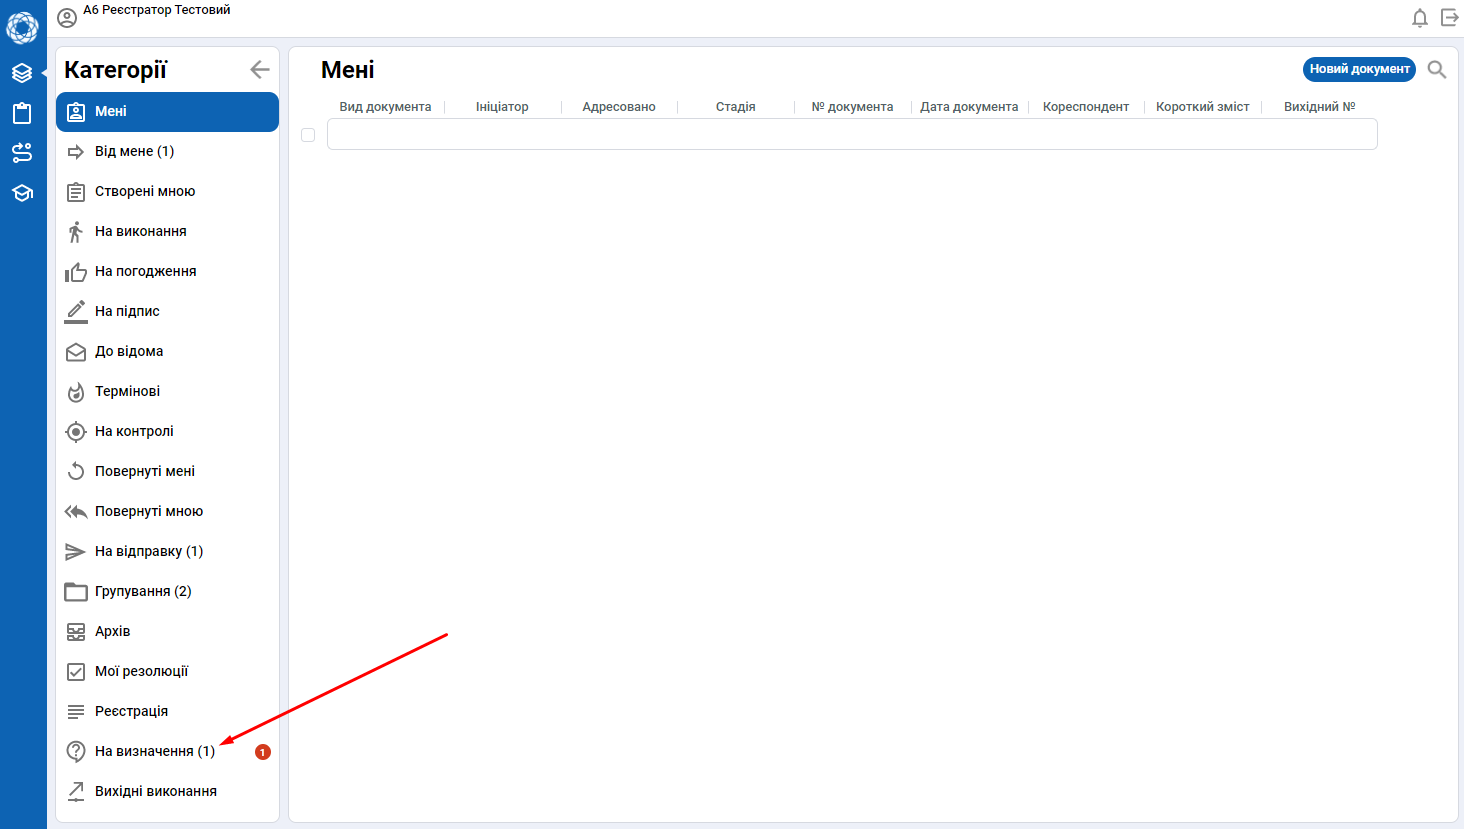 А6 Реєстратор Тестовий
Категорії
Мені
Від мене (1)
Створені мною
На виконання
На погодження
На підпис
До відома
Термінові
На контролі
Повернуті мені
Повернуті мною
На відправку (1)
Групування (2)
Архів
Мої резолюції
Реєстрація
На визначення (1) 1
Вихідні виконання
Мені
Новий документ
Вид документа Ініціатор Адресовано Стадія № документа Дата документа Кореспондент Короткий зміст Вихідний №